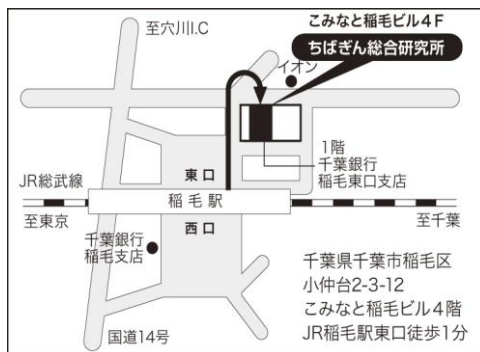 至穴川I.C
こみなと稲毛ビル4F
ちばぎん総合研究所
イオン
1階
千葉銀行
稲毛東口支店
東口
JR総武線
稲毛駅
至東京
至千葉
西口
千葉銀行
稲毛支店
国道14号
千葉県千葉市稲毛区
小仲台2-3-12
こみなと稲毛ビル4階
JR稲毛駅東口徒歩1分